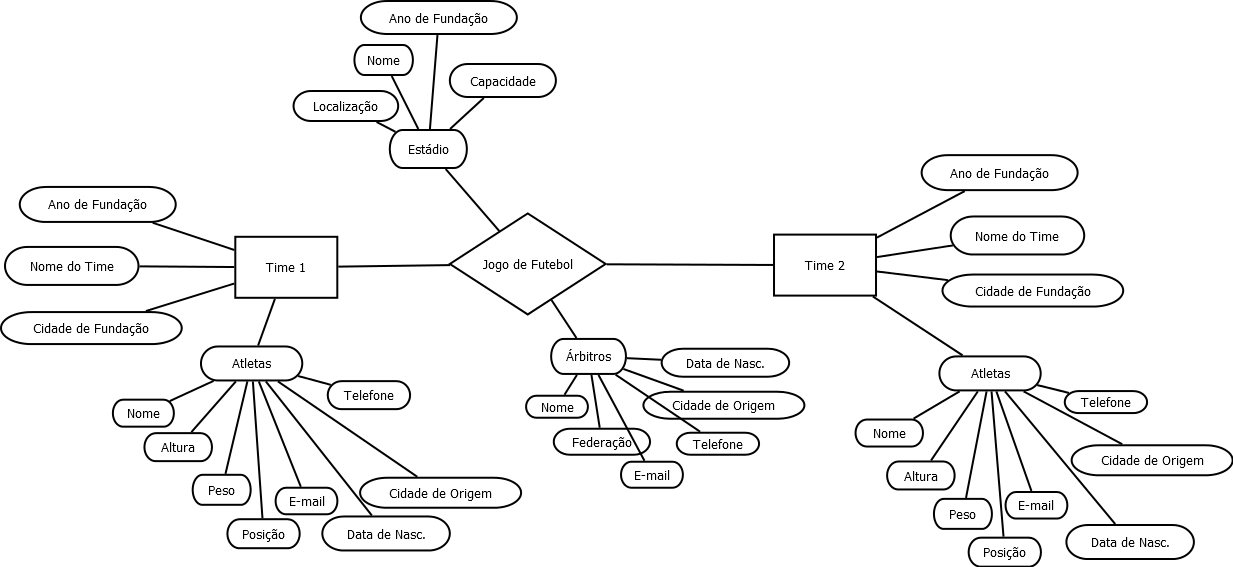 Ano de Fundação
Nome
Capacidade
Localização
Estádio
Ano de Fundação
Nome do Time
Cidade de Fundação
Time 1
Jogo de Futebol
Time 2
Ano de Fundação
Nome do Time
Cidade de Fundação
Atletas
Telefone
Nome
Altura
Peso
E-mail
Cidade de Origem
Posição
Data de Nasc.
Árbitros
Data de Nasc.
Nome
Cidade de Origem
Federação
Telefone
E-mail
Atletas
Telefone
Nome
Cidade de Origem
Altura
Peso
E-mail
Posição
Data de Nasc.